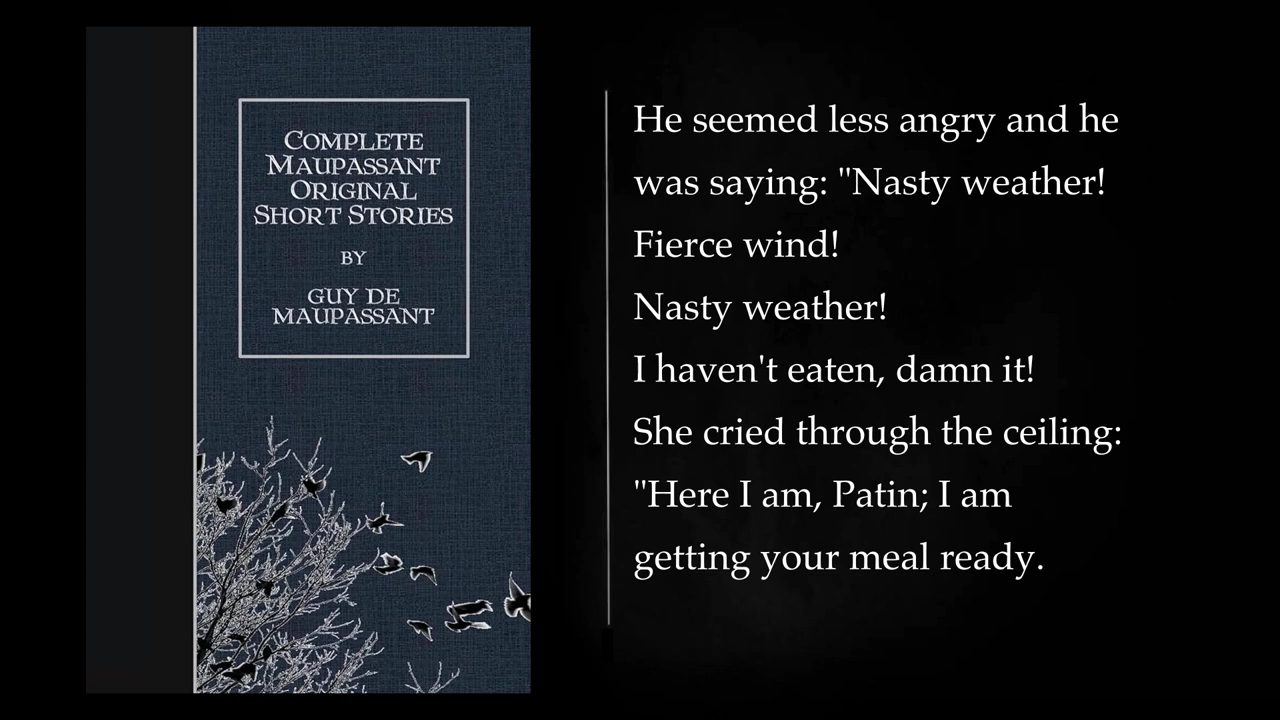 COMPLETE
MAUPASSANT
ORIGINAL
SHORT STORIES
BY
GUY DE
MAUPASSANT
He seemed less angry and he
was saying: "Nasty weather!
Fierce wind!
Nasty weather!
I haven't eaten, damn it!
She cried through the ceiling:
"Here I am, Patin; I am
getting your meal ready.